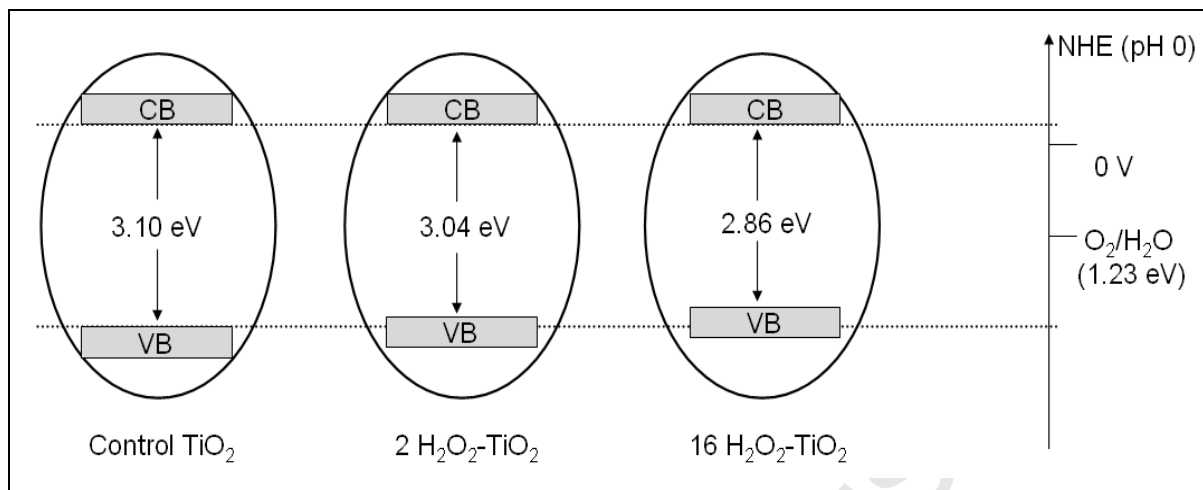 NHE (pH 0)
CB
CB
CB
0 V
3.10 eV
3.04 eV
2.86 eV
O₂/H₂O
(1.23 eV)
VB
VB
VB
Control TiO₂
2 H₂O₂-TiO₂
16 H₂O₂-TiO₂